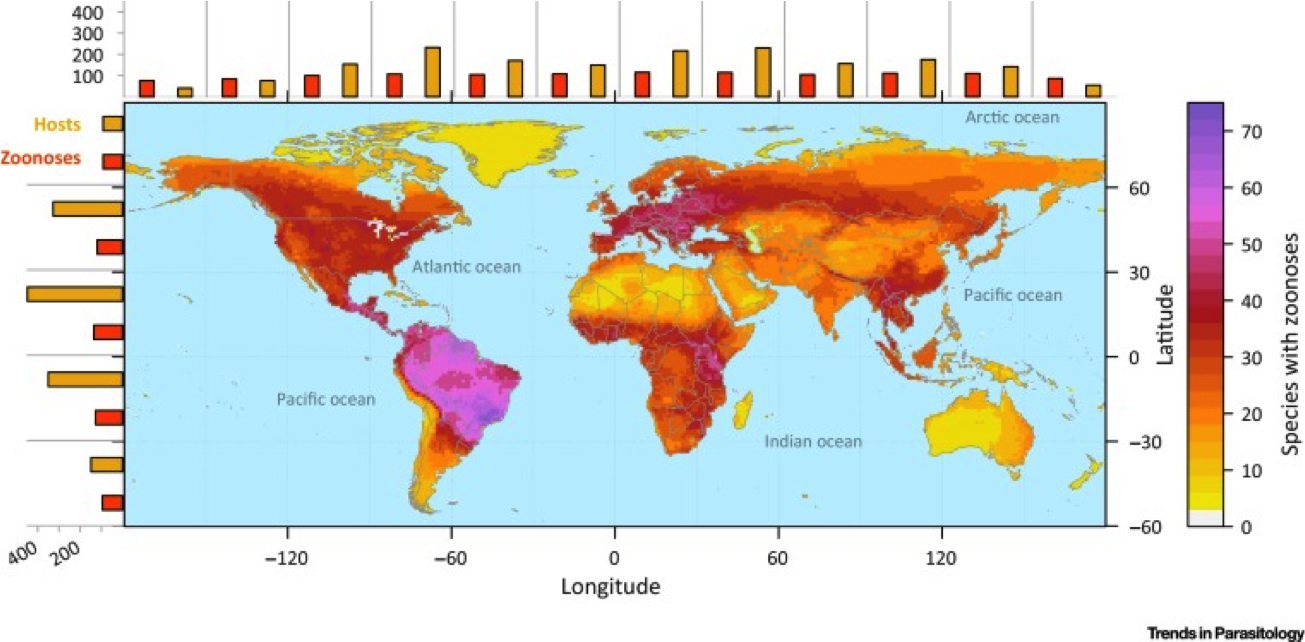 400
300
200
100
Hosts
Zoonoses
Arctic ocean
Atlantic ocean
Pacific ocean
Pacific ocean
Indian ocean
60
30
0
−30
−60
Latitude
70
60
50
40
30
20
10
0
Species with zoonoses
400 200
−120 −60 0 60 120
Longitude
Trends in Parasitology